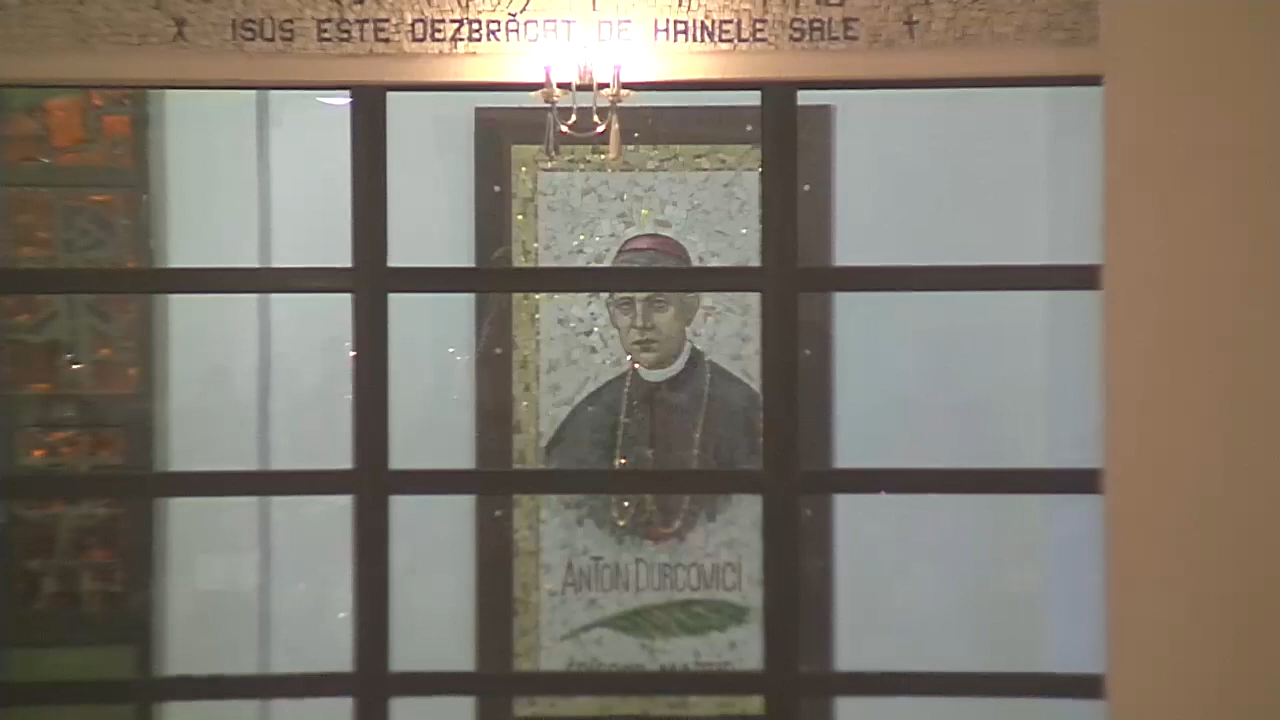 X ISUS ESTE DEZBRĂCAT DE HAINELE SALE †
ANTON DURCOVICI